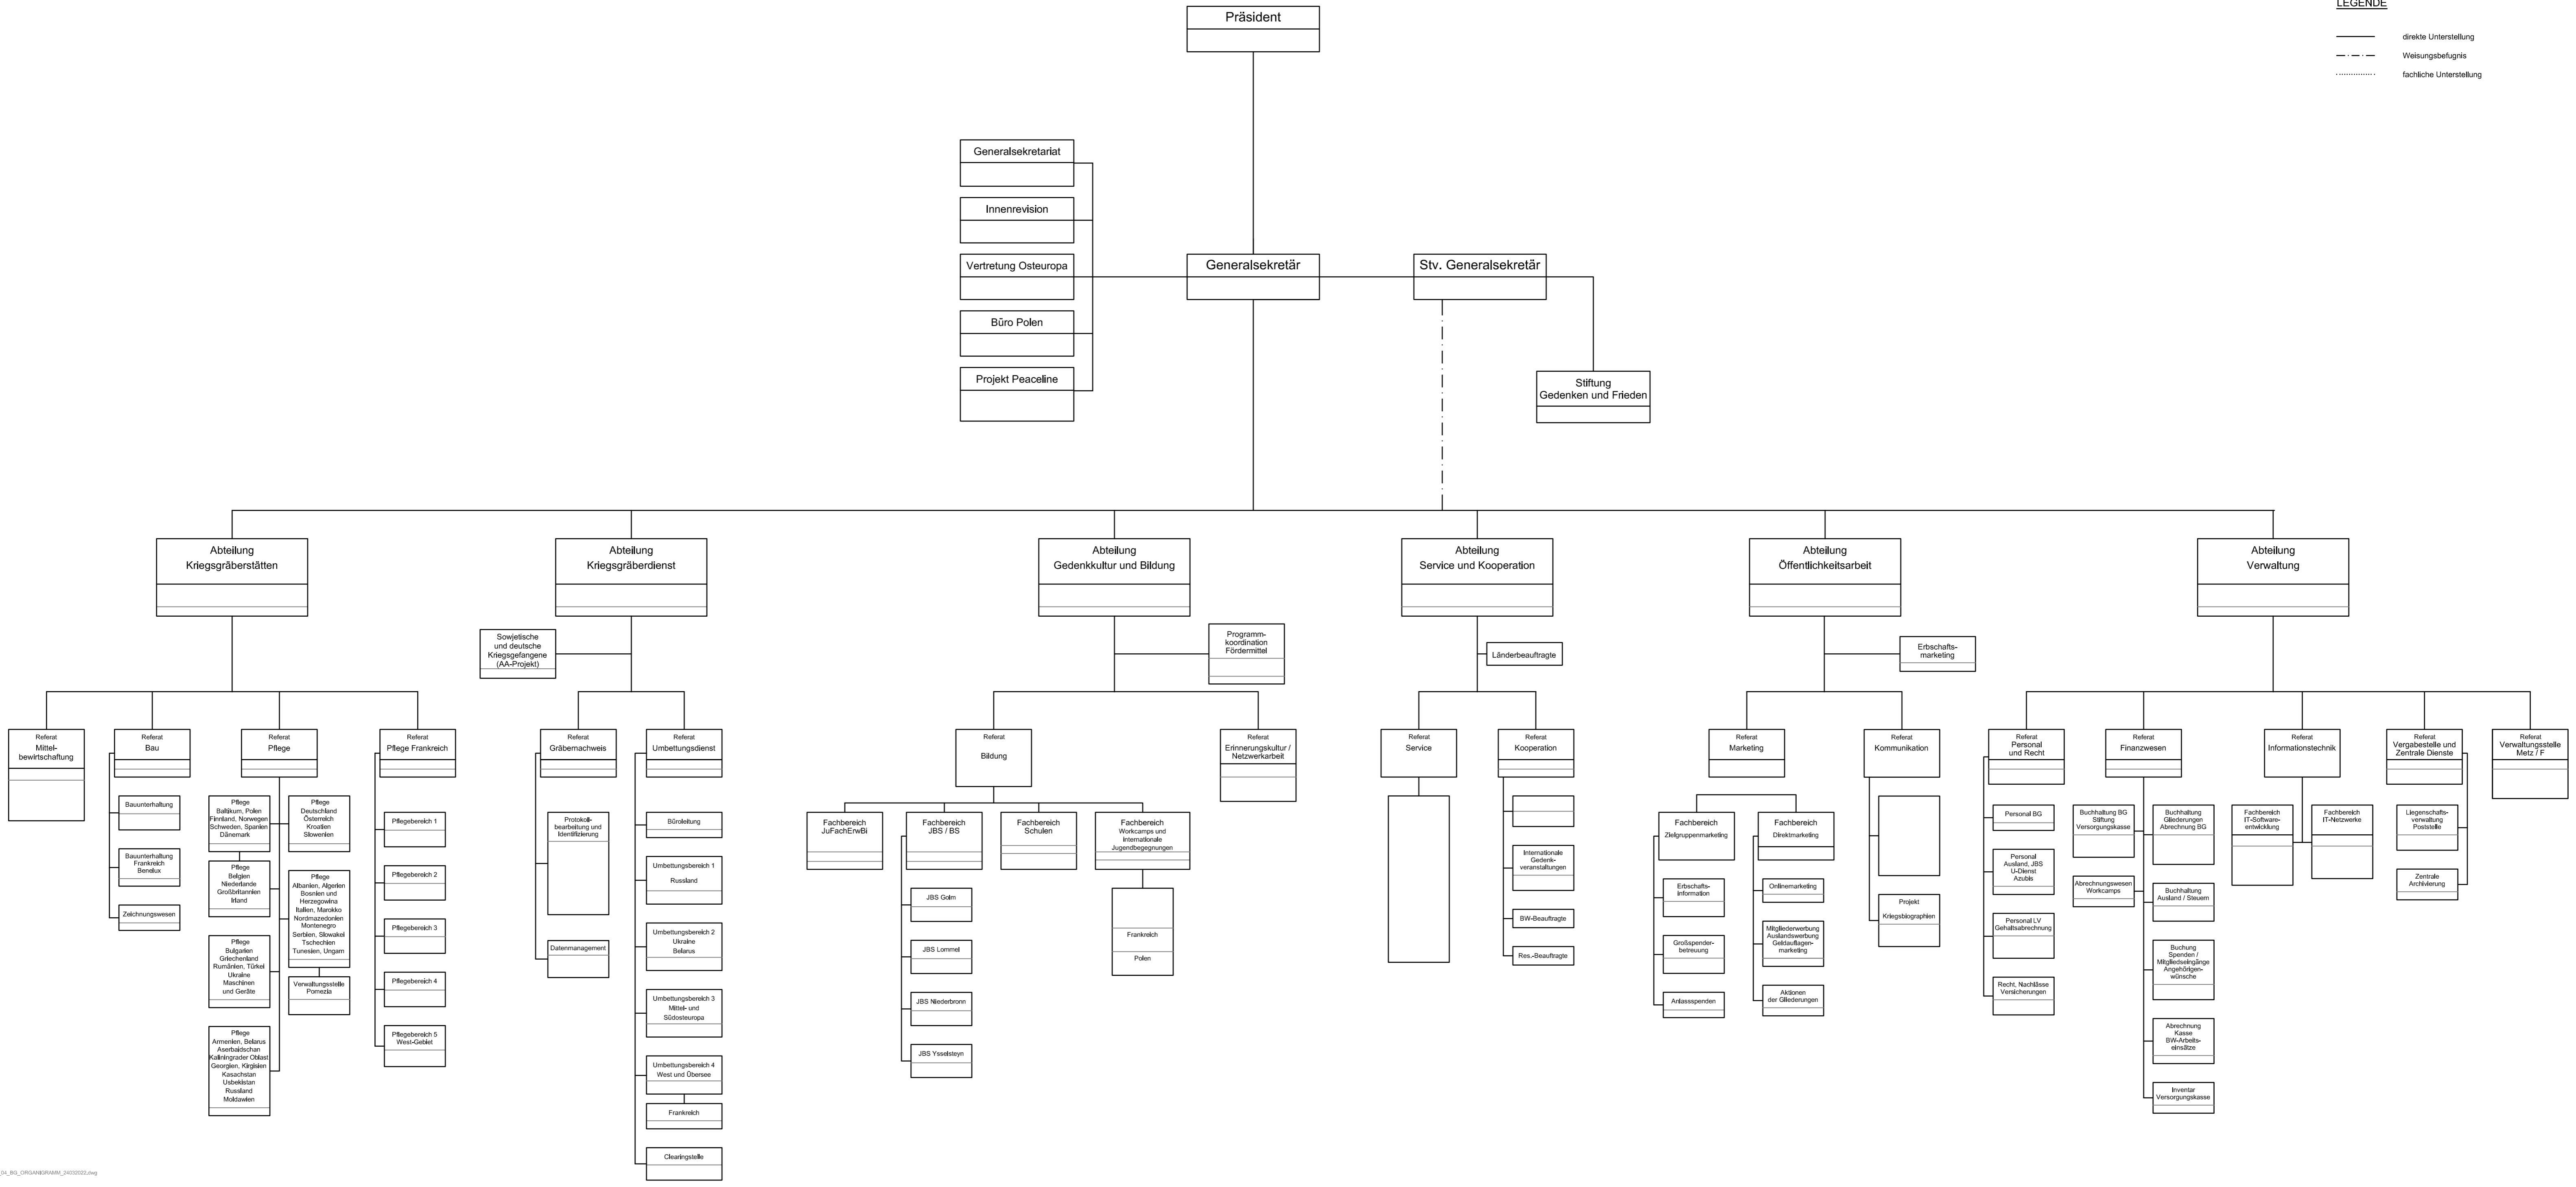 Präsident
LEGENDE
direkte Unterstellung
Weisungsbefugnis
fachliche Unterstellung
Generalsekretariat
Innenrevision
Vertretung Osteuropa
Büro Polen
Projekt Peaceline
Generalsekretär
Stv. Generalsekretär
Stiftung
Gedenken und Frieden
Abteilung
Kriegsgräberstätten
Referat
Mittel-
bewirtschaftung
Referat
Bau
Bauunterhaltung
Bauunterhaltung
Frankreich
Benelux
Zeichnungswesen
Referat
Pflege
Pflege
Baltikum, Polen
Finnland, Norwegen
Schweden, Spanien
Dänemark
Pflege
Belgien
Niederlande
Großbritannien
Irland
Pflege
Bulgarien
Griechenland
Rumänien, Türkei
Ukraine
Maschinen
und Geräte
Pflege
Armenien, Belarus
Aserbaidschan
Kaliningrader Oblast
Georgien, Kirgisien
Kasachstan
Usbekistan
Russland
Moldawien
Pflege
Deutschland
Österreich
Kroatien
Slowenien
Pflege
Albanien, Algerien
Bosnien und
Herzegowina
Italien, Marokko
Nordmazedonien
Montenegro
Serbien, Slowakei
Tschechien
Tunesien, Ungarn
Verwaltungsstelle
Pomezia
Referat
Pflege Frankreich
Pflegebereich 1
Pflegebereich 2
Pflegebereich 3
Pflegebereich 4
Pflegebereich 5
West-Gebiet
Abteilung
Kriegsgräberdienst
Sowjetische
und deutsche
Kriegsgefangene
(AA-Projekt)
Referat
Gräbernachweis
Protokoll-
bearbeitung und
Identifizierung
Datenmanagement
Referat
Umbettungsdienst
Büroleitung
Umbettungsbereich 1
Russland
Umbettungsbereich 2
Ukraine
Belarus
Umbettungsbereich 3
Mittel- und
Südosteuropa
Umbettungsbereich 4
West und Übersee
Frankreich
Clearingstelle
Abteilung
Gedenkkultur und Bildung
Programm-
koordination
Fördermittel
Referat
Bildung
Fachbereich
JuFachErwBi
Fachbereich
JBS / BS
JBS Golm
JBS Lommel
JBS Niederbronn
JBS Ysselsteyn
Fachbereich
Schulen
Fachbereich
Workcamps und
Internationale
Jugendbegegnungen
Frankreich
Polen
Referat
Erinnerungskultur /
Netzwerkarbeit
Abteilung
Service und Kooperation
Länderbeauftragte
Referat
Service
Referat
Kooperation
Internationale
Gedenk-
veranstaltungen
BW-Beauftragte
Res.-Beauftragte
Abteilung
Öffentlichkeitsarbeit
Erbschafts-
marketing
Referat
Marketing
Fachbereich
Zielgruppenmarketing
Erbschafts-
Information
Großspender-
betreuung
Anlassspenden
Fachbereich
Direktmarketing
Onlinemarketing
Mitgliederwerbung
Auslandswerbung
Geldauflagen-
marketing
Aktionen
der Gliederungen
Referat
Kommunikation
Projekt
Kriegsbiographien
Abteilung
Verwaltung
Referat
Personal
und Recht
Personal BG
Personal
Ausland, JBS
U-Dienst
Azubis
Personal LV
Gehaltsabrechnung
Recht, Nachlässe
Versicherungen
Referat
Finanzwesen
Buchhaltung BG
Stiftung
Versorgungskasse
Abrechnungswesen
Workcamps
Buchhaltung
Gliederungen
Abrechnung BG
Buchhaltung
Ausland / Steuern
Buchung
Spenden /
Mitgliedseingänge
Angehörigen-
wünsche
Abrechnung
Kasse
BW-Arbeits-
einsätze
Inventar
Versorgungskasse
Referat
Informationstechnik
Fachbereich
IT-Software-
entwicklung
Fachbereich
IT-Netzwerke
Referat
Vergabestelle und
Zentrale Dienste
Liegenschafts-
verwaltung
Poststelle
Zentrale
Archivierung
Referat
Verwaltungsstelle
Metz / F
_04_BG_ORGANIGRAMM_24032022.dwg